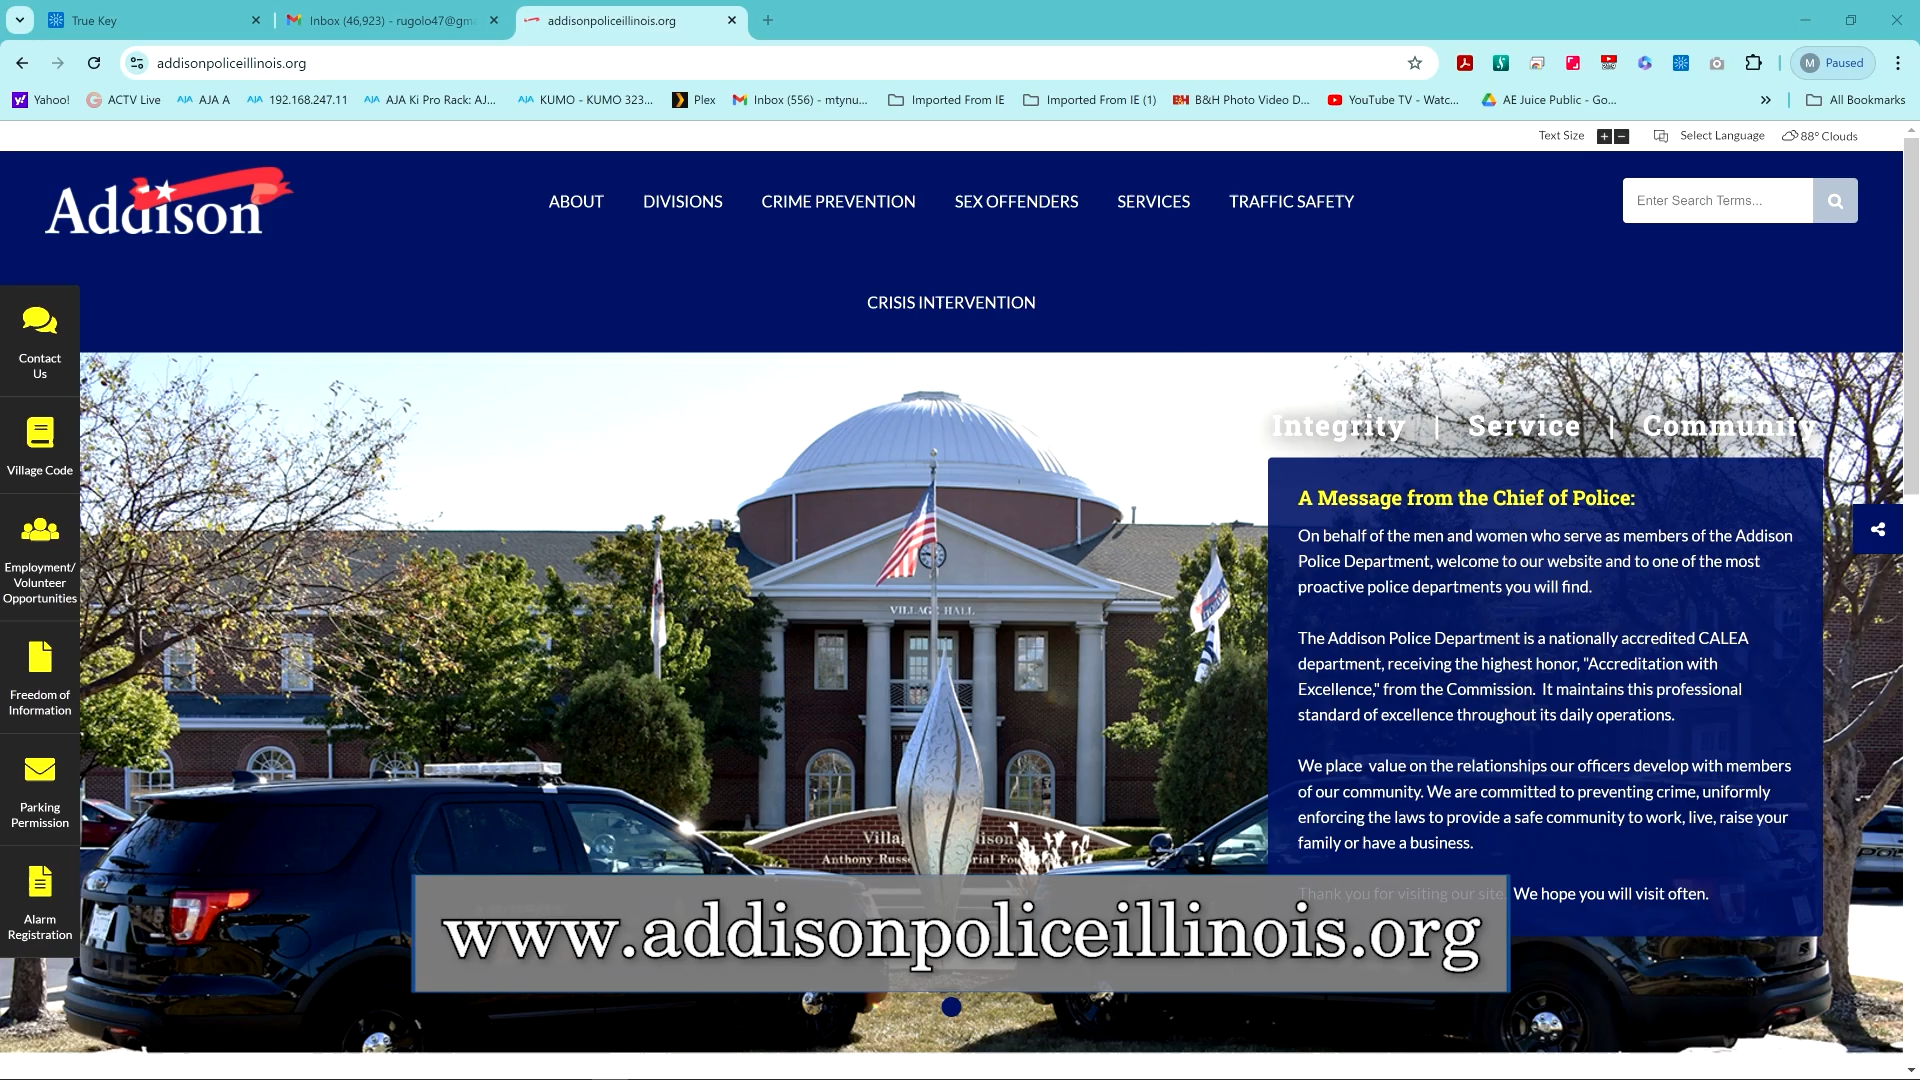 True Key
Inbox (46,923) - rugolo47@gm
addisonpoliceillinois.org
addisonpoliceillinois.org
M Paused
Yahoo!
ACTV Live
AJA A
192.168.247.11
AJA Ki Pro Rack: AJ...
KUMO - KUMO 323...
Plex
Inbox (556) - mtynu...
Imported From IE
Imported From IE (1)
B&H Photo Video D...
YouTube TV - Watc...
AE Juice Public - Go...
All Bookmarks
Text Size
Select Language
88° Clouds
Addison
ABOUT
DIVISIONS
CRIME PREVENTION
SEX OFFENDERS
SERVICES
TRAFFIC SAFETY
Enter Search Terms...
CRISIS INTERVENTION
Contact
Us
Village Code
Employment/
Volunteer
Opportunities
Freedom of
Information
Parking
Permission
Alarm
Registration
Integrity | Service | Community
A Message from the Chief of Police:
On behalf of the men and women who serve as members of the Addison
Police Department, welcome to our website and to one of the most
proactive police departments you will find.
The Addison Police Department is a nationally accredited CALEA
department, receiving the highest honor, "Accreditation with
Excellence," from the Commission. It maintains this professional
standard of excellence throughout its daily operations.
We place value on the relationships our officers develop with members
of our community. We are committed to preventing crime, uniformly
enforcing the laws to provide a safe community to work, live, raise your
family or have a business.
Thank you for visiting our site. We hope you will visit often.
VILLAGE HALL
www.addisonpoliceillinois.org